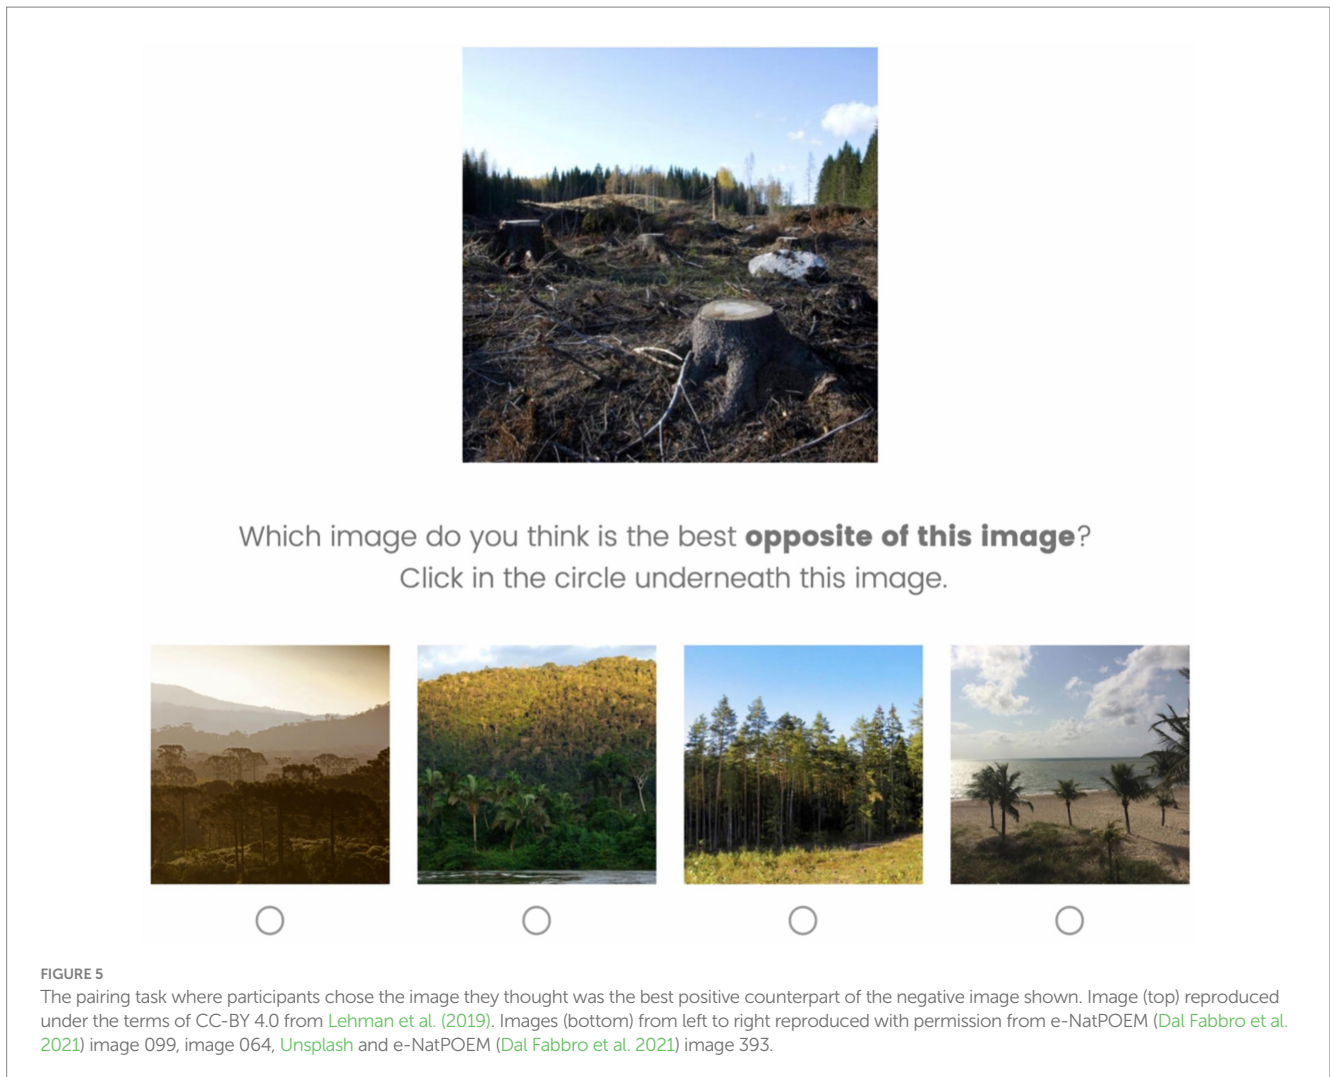 Which image do you think is the best opposite of this image?
Click in the circle underneath this image.
FIGURE 5
The pairing task where participants chose the image they thought was the best positive counterpart of the negative image shown. Image (top) reproduced
under the terms of CC-BY 4.0 from Lehman et al. (2019). Images (bottom) from left to right reproduced with permission from e-NatPOEM (Dal Fabbro et al.
2021) image 099, image 064, Unsplash and e-NatPOEM (Dal Fabbro et al. 2021) image 393.